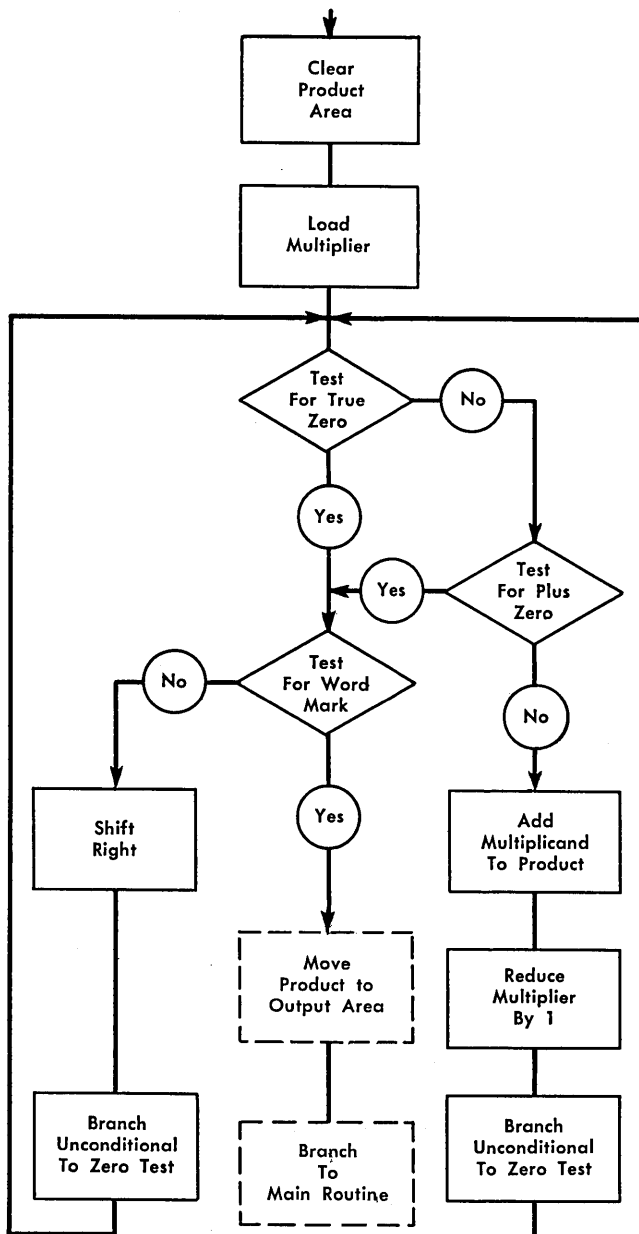 Clear
Product
Area
Load
Multiplier
Test
For True
Zero
No
Yes
Test
For Plus
Zero
Yes
Test
For Word
Mark
No
No
Yes
Shift
Right
Add
Multiplicand
To Product
Move
Product to
Output Area
Reduce
Multiplier
By 1
Branch
Unconditional
To Zero Test
Branch
To
Main Routine
Branch
Unconditional
To Zero Test